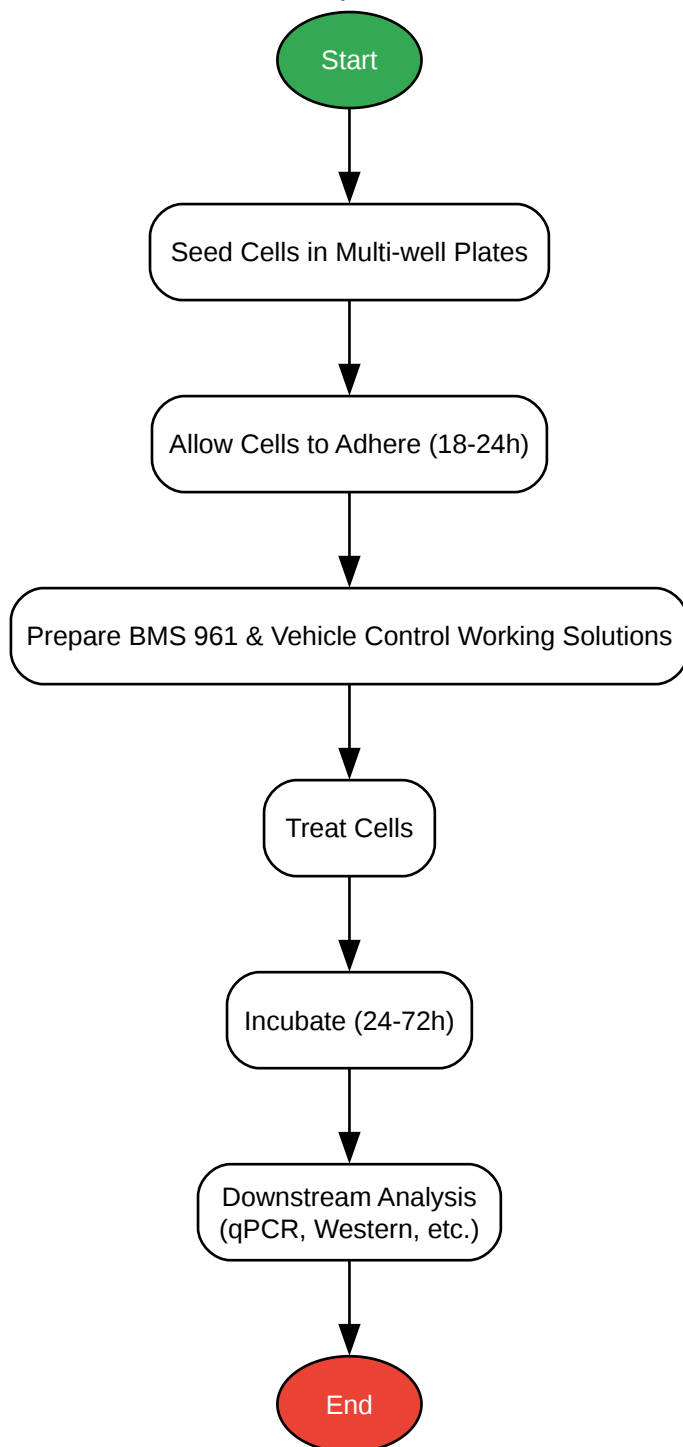 Start
Seed Cells in Multi-well Plates
Allow Cells to Adhere (18-24h)
Prepare BMS 961 & Vehicle Control Working Solutions
Treat Cells
Incubate (24-72h)
Downstream Analysis
(qPCR, Western, etc.)
End